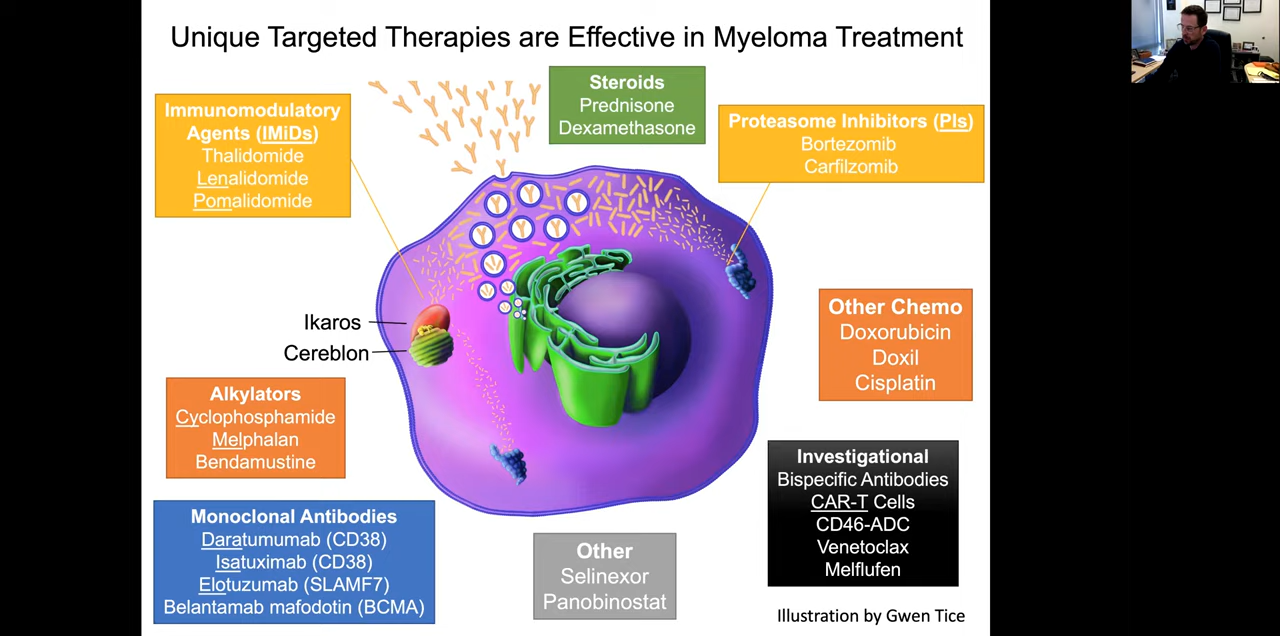 Unique Targeted Therapies are Effective in Myeloma Treatment
Immunomodulatory
Agents (IMiDs)
Thalidomide
Lenalidomide
Pomalidomide
Steroids
Prednisone
Dexamethasone
Proteasome Inhibitors (PIs)
Bortezomib
Carfilzomib
Ikaros
Cereblon
Other Chemo
Doxorubicin
Doxil
Cisplatin
Alkylators
Cyclophosphamide
Melphalan
Bendamustine
Investigational
Bispecific Antibodies
CAR-T Cells
CD46-ADC
Venetoclax
Melflufen
Monoclonal Antibodies
Daratumumab (CD38)
Isatuximab (CD38)
Elotuzumab (SLAMF7)
Belantamab mafodotin (BCMA)
Other
Selinexor
Panobinostat
Illustration by Gwen Tice